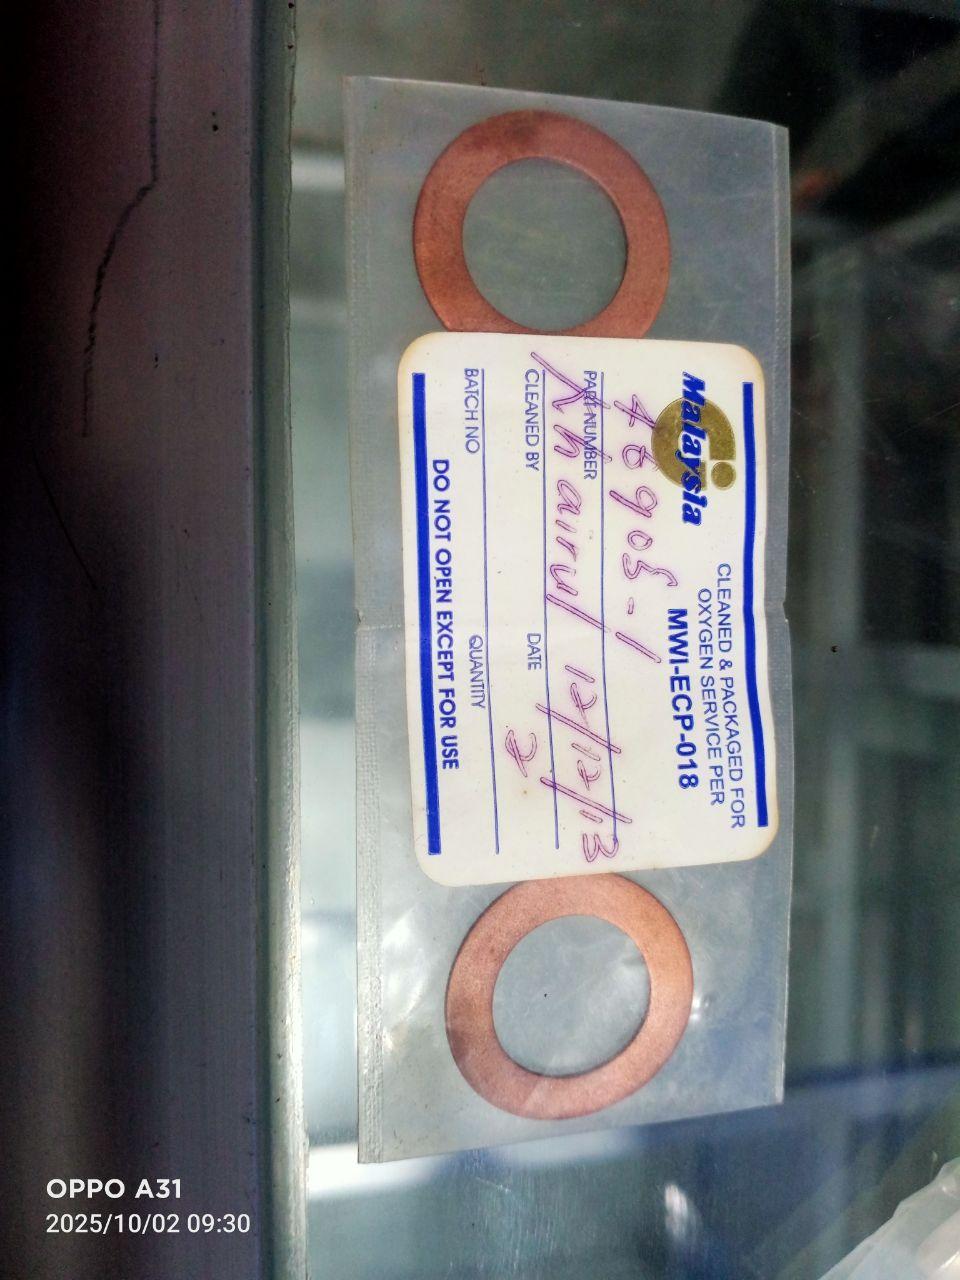 CLEANED & PACKAGED FOR
OXYGEN SERVICE PER
Malaysia MWI-ECP-018
48905-1
PART NUMBER
Khairul 12/12/13
CLEANED BY DATE
2
BATCH NO QUANTITY
DO NOT OPEN EXCEPT FOR USE
OPPO A31
2025/10/02 09:30